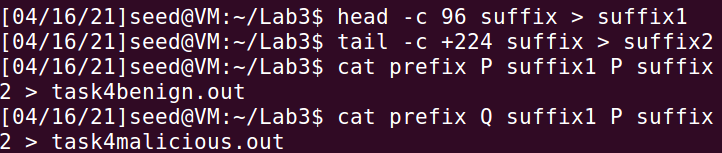 [04/16/21]seed@VM:~/Lab3$ head -c 96 suffix > suffix1
[04/16/21]seed@VM:~/Lab3$ tail -c +224 suffix > suffix2
[04/16/21]seed@VM:~/Lab3$ cat prefix P suffix1 P suffix
2 > task4benign.out
[04/16/21]seed@VM:~/Lab3$ cat prefix Q suffix1 P suffix
2 > task4malicious.out